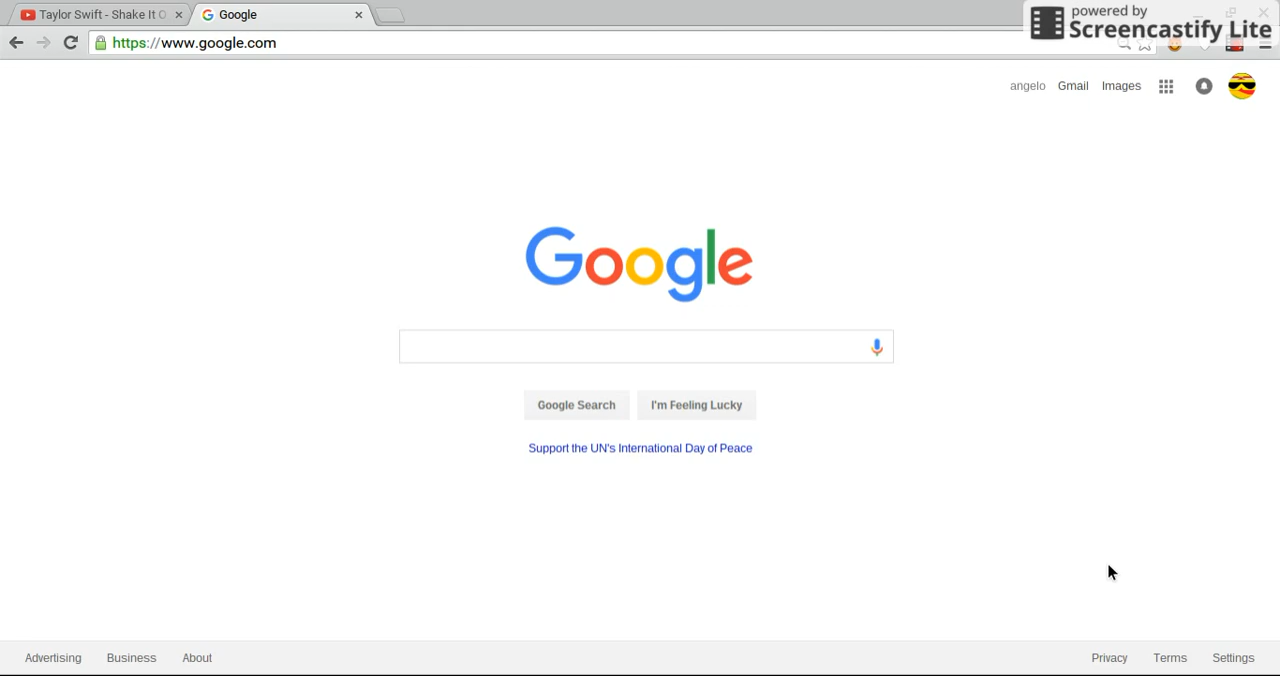 Taylor Swift - Shake It O
Google
powered by
Screencastify Lite
https://www.google.com
angelo Gmail Images
Google
Google Search I'm Feeling Lucky
Support the UN's International Day of Peace
Advertising Business About Privacy Terms Settings